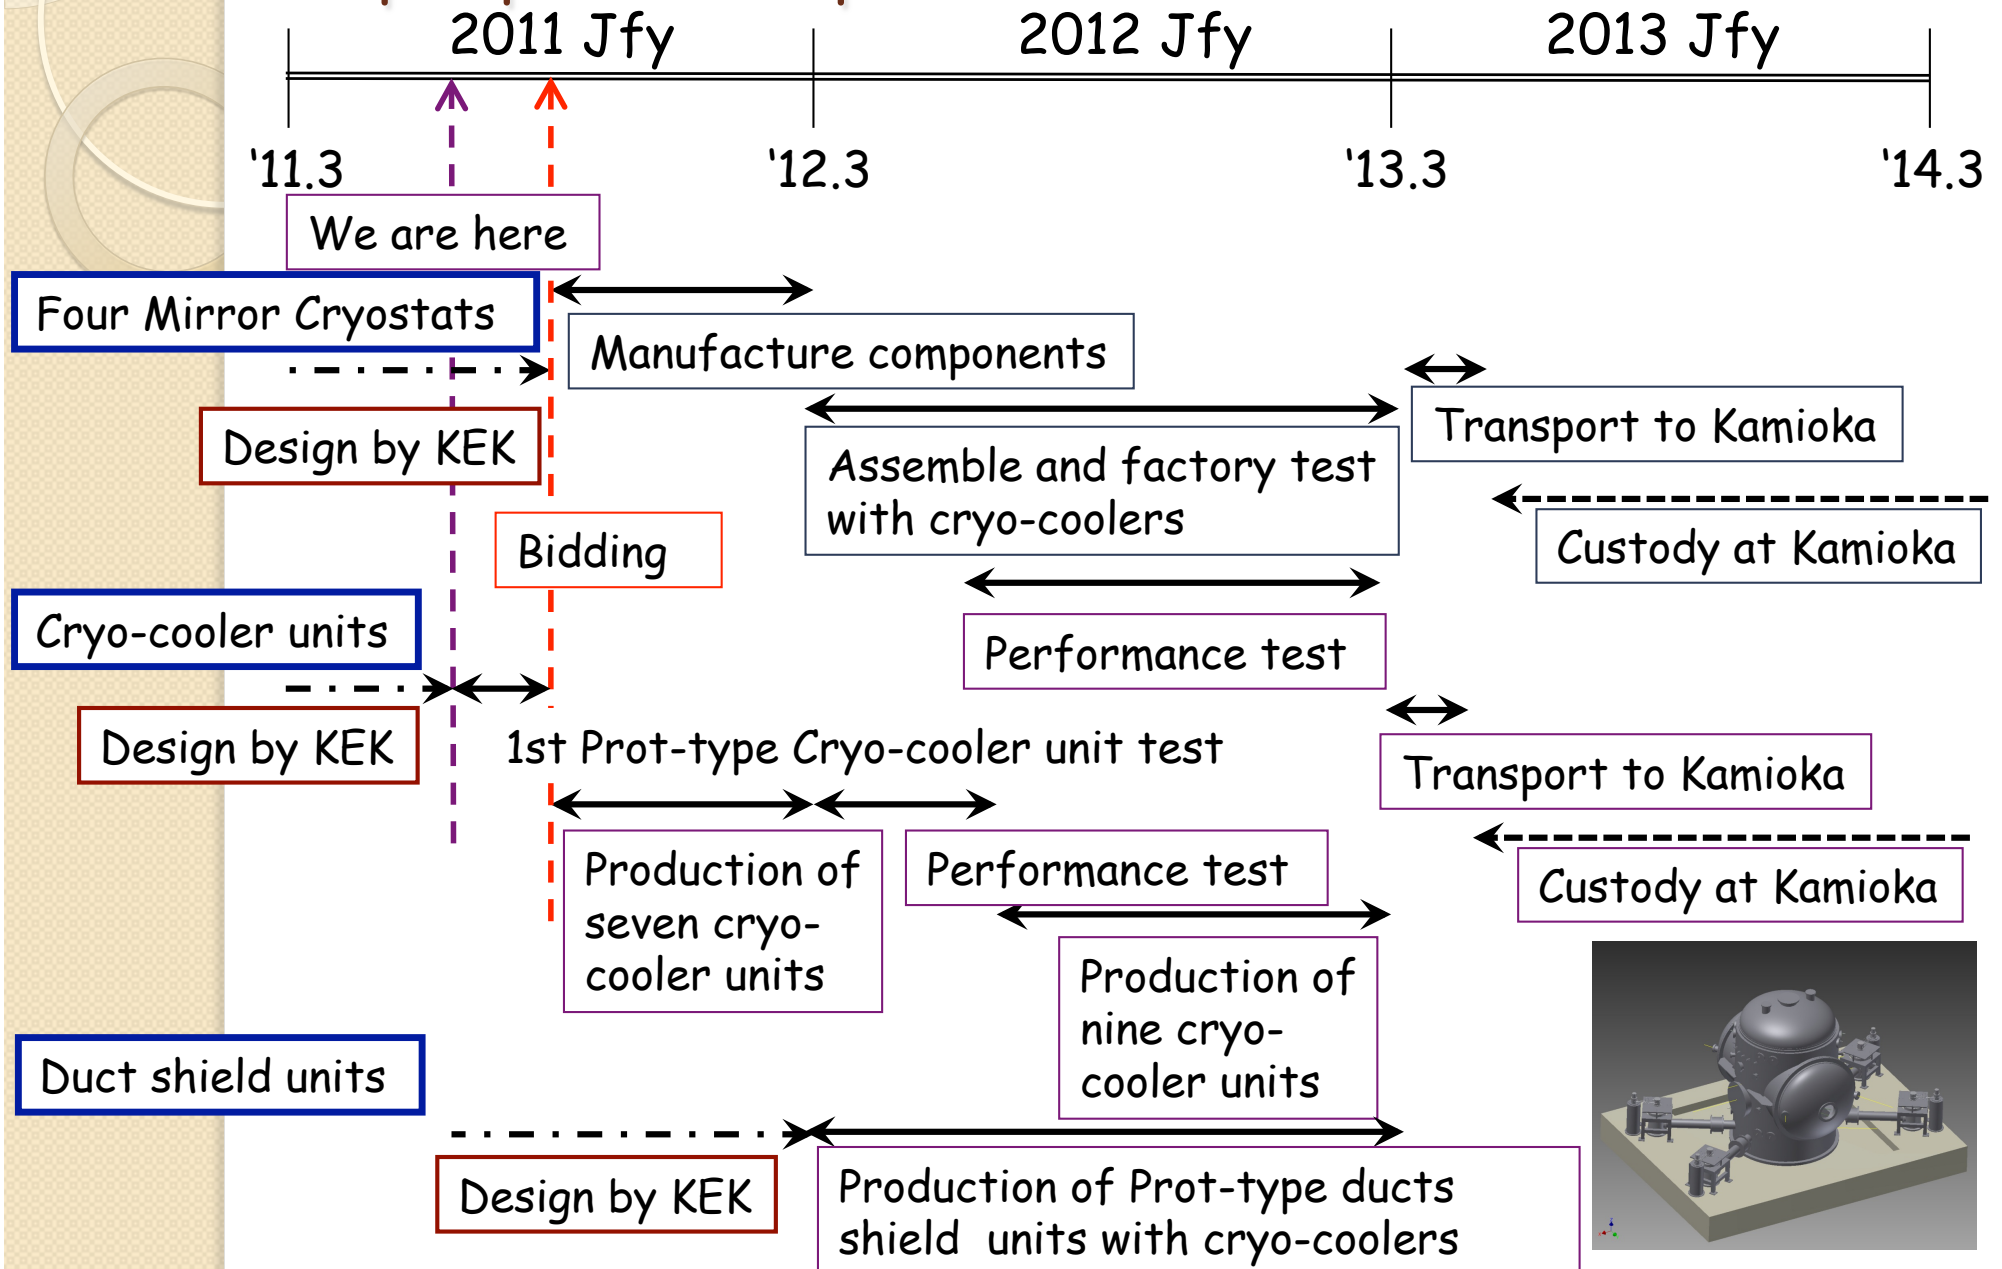 2011 Jfy
2012 Jfy
2013 Jfy
‘11.3
‘12.3
‘13.3
‘14.3
We are here
Four Mirror Cryostats
Manufacture components
Design by KEK
Transport to Kamioka
Assemble and factory test
with cryo-coolers
Bidding
Custody at Kamioka
Cryo-cooler units
Performance test
Design by KEK
1st Prot-type Cryo-cooler unit test
Transport to Kamioka
Production of
seven cryo-
cooler units
Performance test
Custody at Kamioka
Production of
nine cryo-
cooler units
Duct shield units
Design by KEK
Production of Prot-type ducts
shield units with cryo-coolers